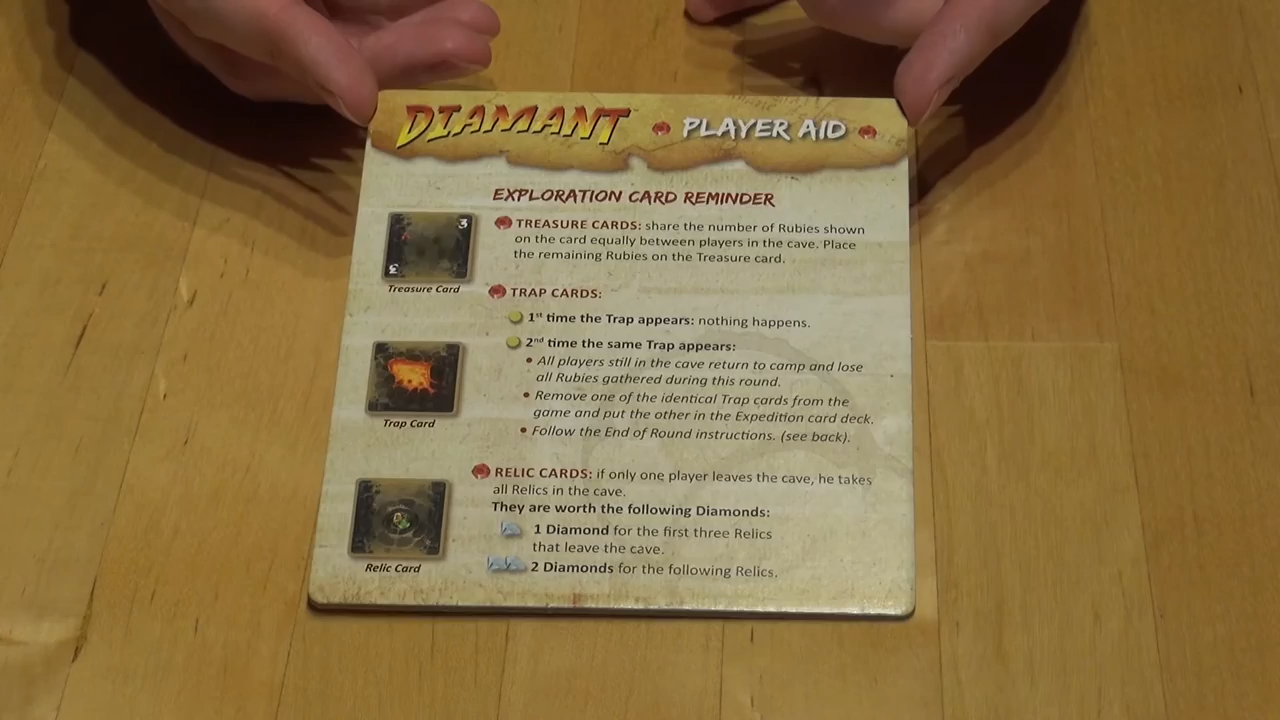 DIAMANT
PLAYER AID
EXPLORATION CARD REMINDER
3
3
Treasure Card
TREASURE CARDS: share the number of Rubies shown
on the card equally between players in the cave. Place
the remaining Rubies on the Treasure card.
TRAP CARDS:
1st time the Trap appears: nothing happens.
2nd time the same Trap appears:
• All players still in the cave return to camp and lose
all Rubies gathered during this round.
• Remove one of the identical Trap cards from the
game and put the other in the Expedition card deck.
• Follow the End of Round instructions. (see back).
Trap Card
RELIC CARDS: if only one player leaves the cave, he takes
all Relics in the cave.
They are worth the following Diamonds:
1 Diamond for the first three Relics
that leave the cave.
2 Diamonds for the following Relics.
Relic Card